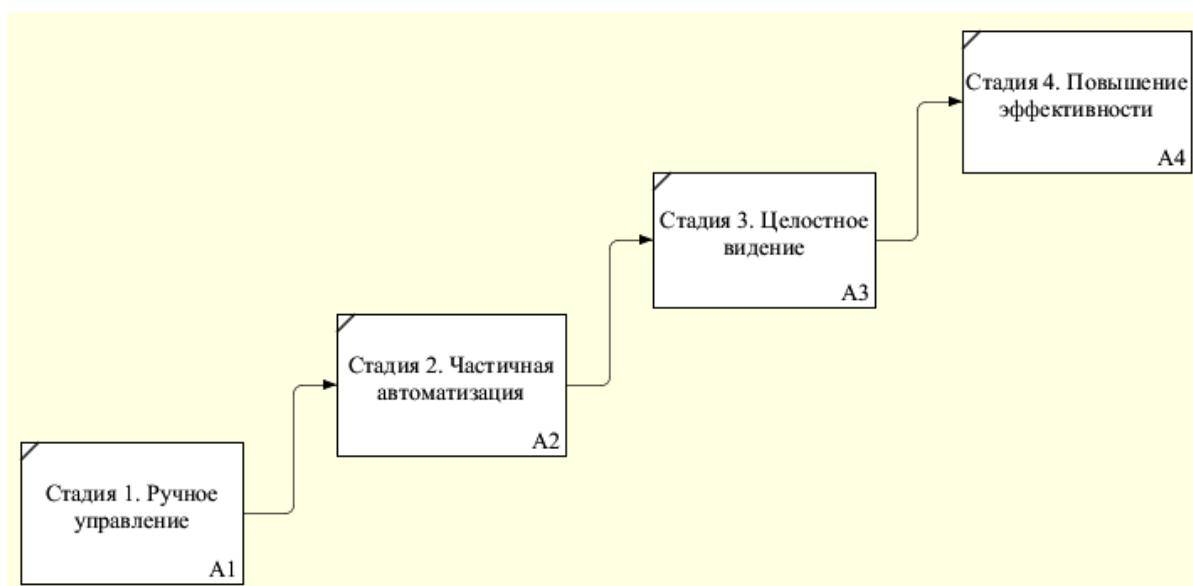 Стадия 4. Повышение
эффективности
A4
Стадия 3. Целостное
видение
A3
Стадия 2. Частичная
автоматизация
A2
Стадия 1. Ручное
управление
A1